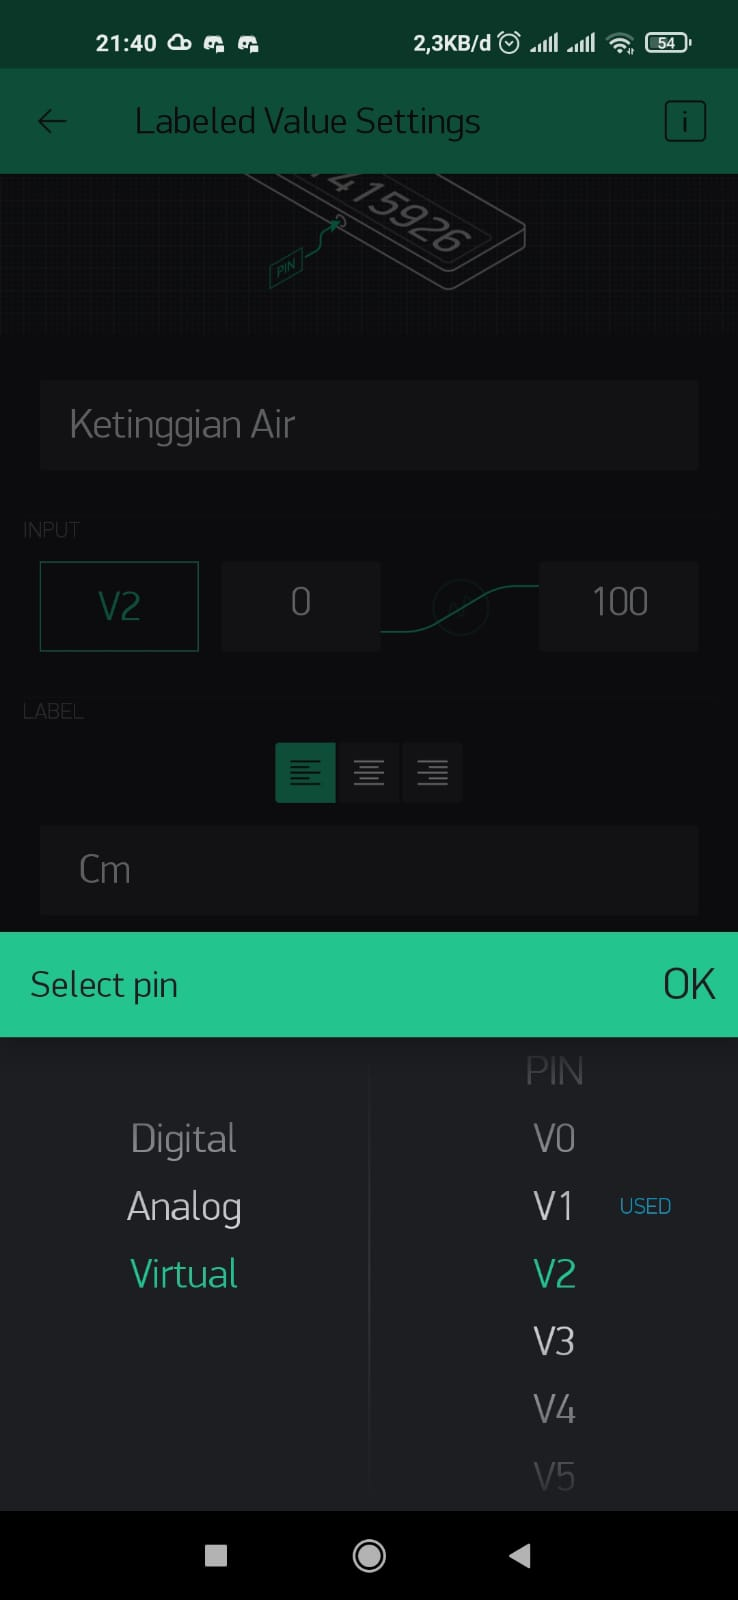 21:40 2,3KB/d 54
Labeled Value Settings i
415926
PIN
Ketinggian Air
INPUT
V2 0 100
LABEL
Cm
Select pin OK
PIN
Digital V0
Analog V1 USED
Virtual V2
V3
V4
V5